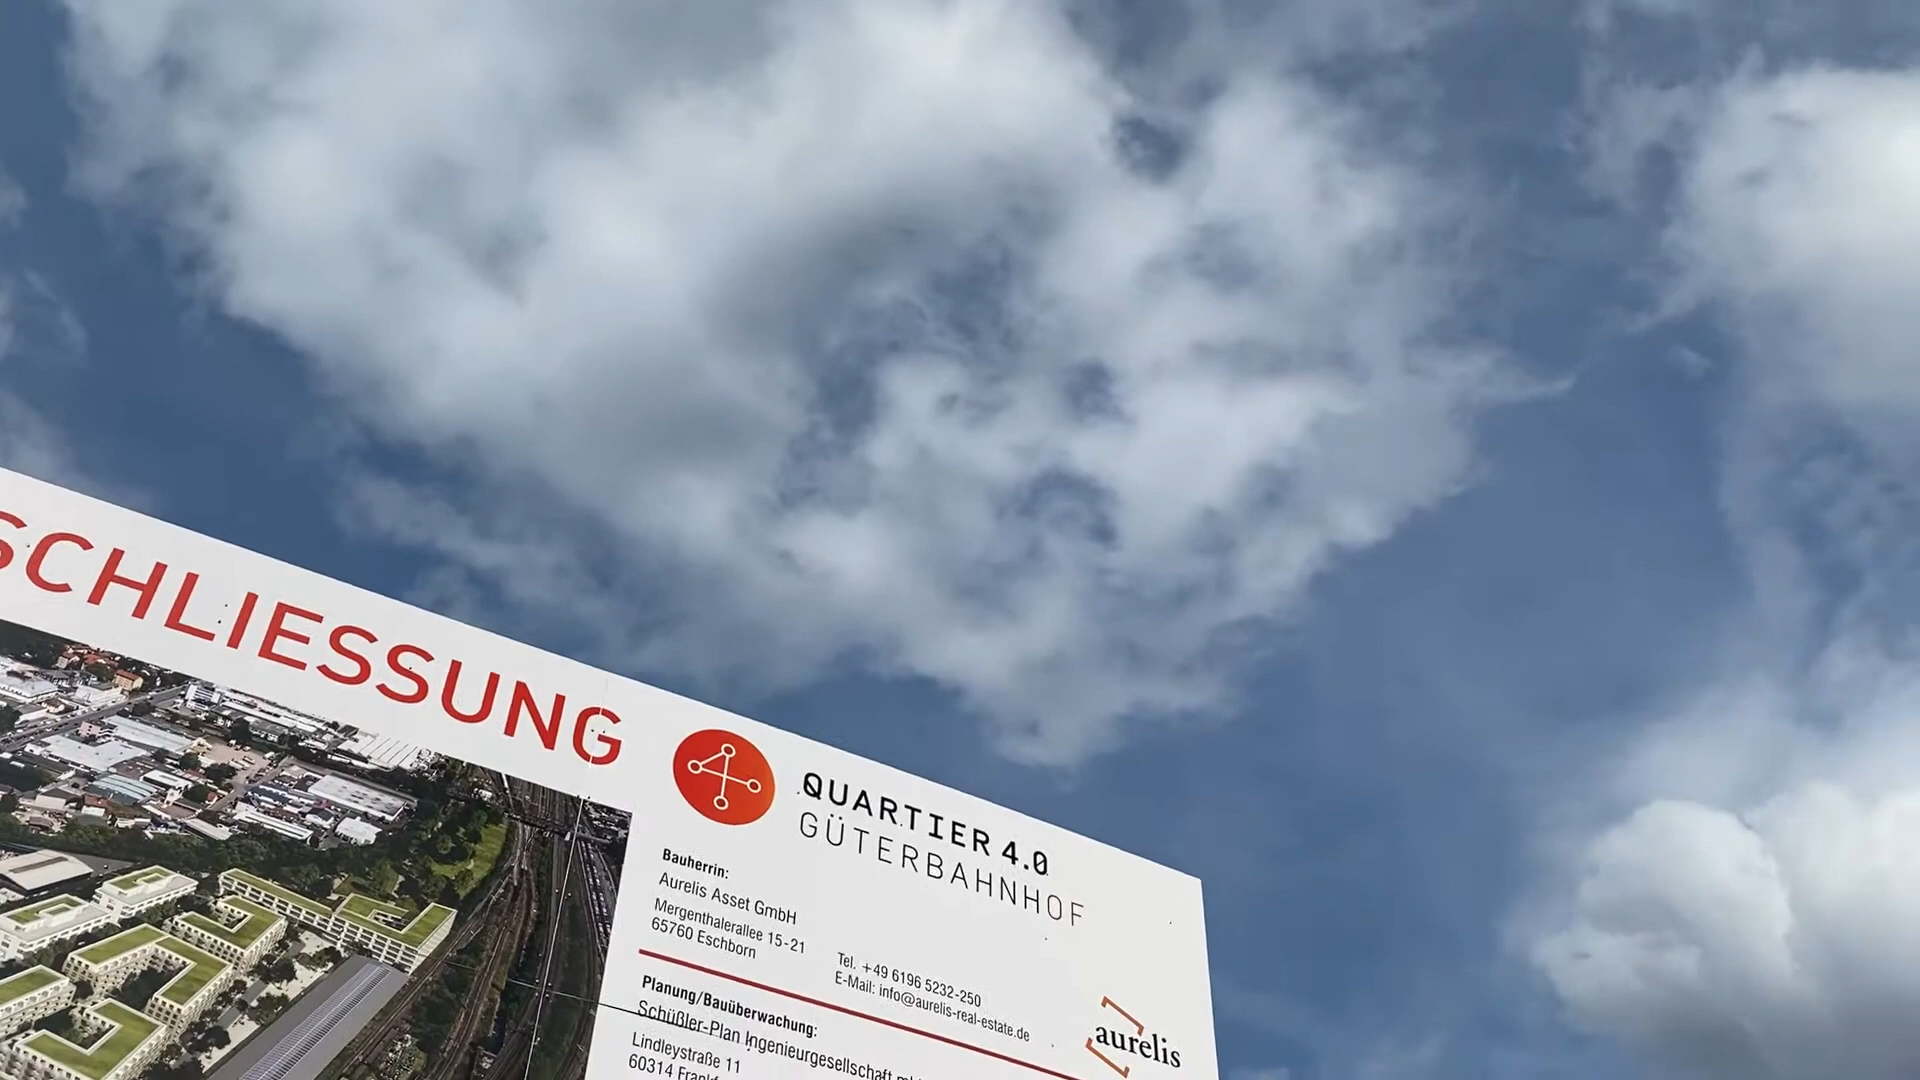 SCHLIESSUNG
QUARTIER 4.0
GÜTERBAHNHOF
Bauherrin:
Aurelis Asset GmbH
Mergenthalerallee 15-21
65760 Eschborn
Tel. +49 6196 5232-250
E-Mail: info@aurelis-real-estate.de
aurelis
Planung/Bauüberwachung:
Schüßler-Plan Ingenieurgesellschaft
Lindleystraße 11
60314